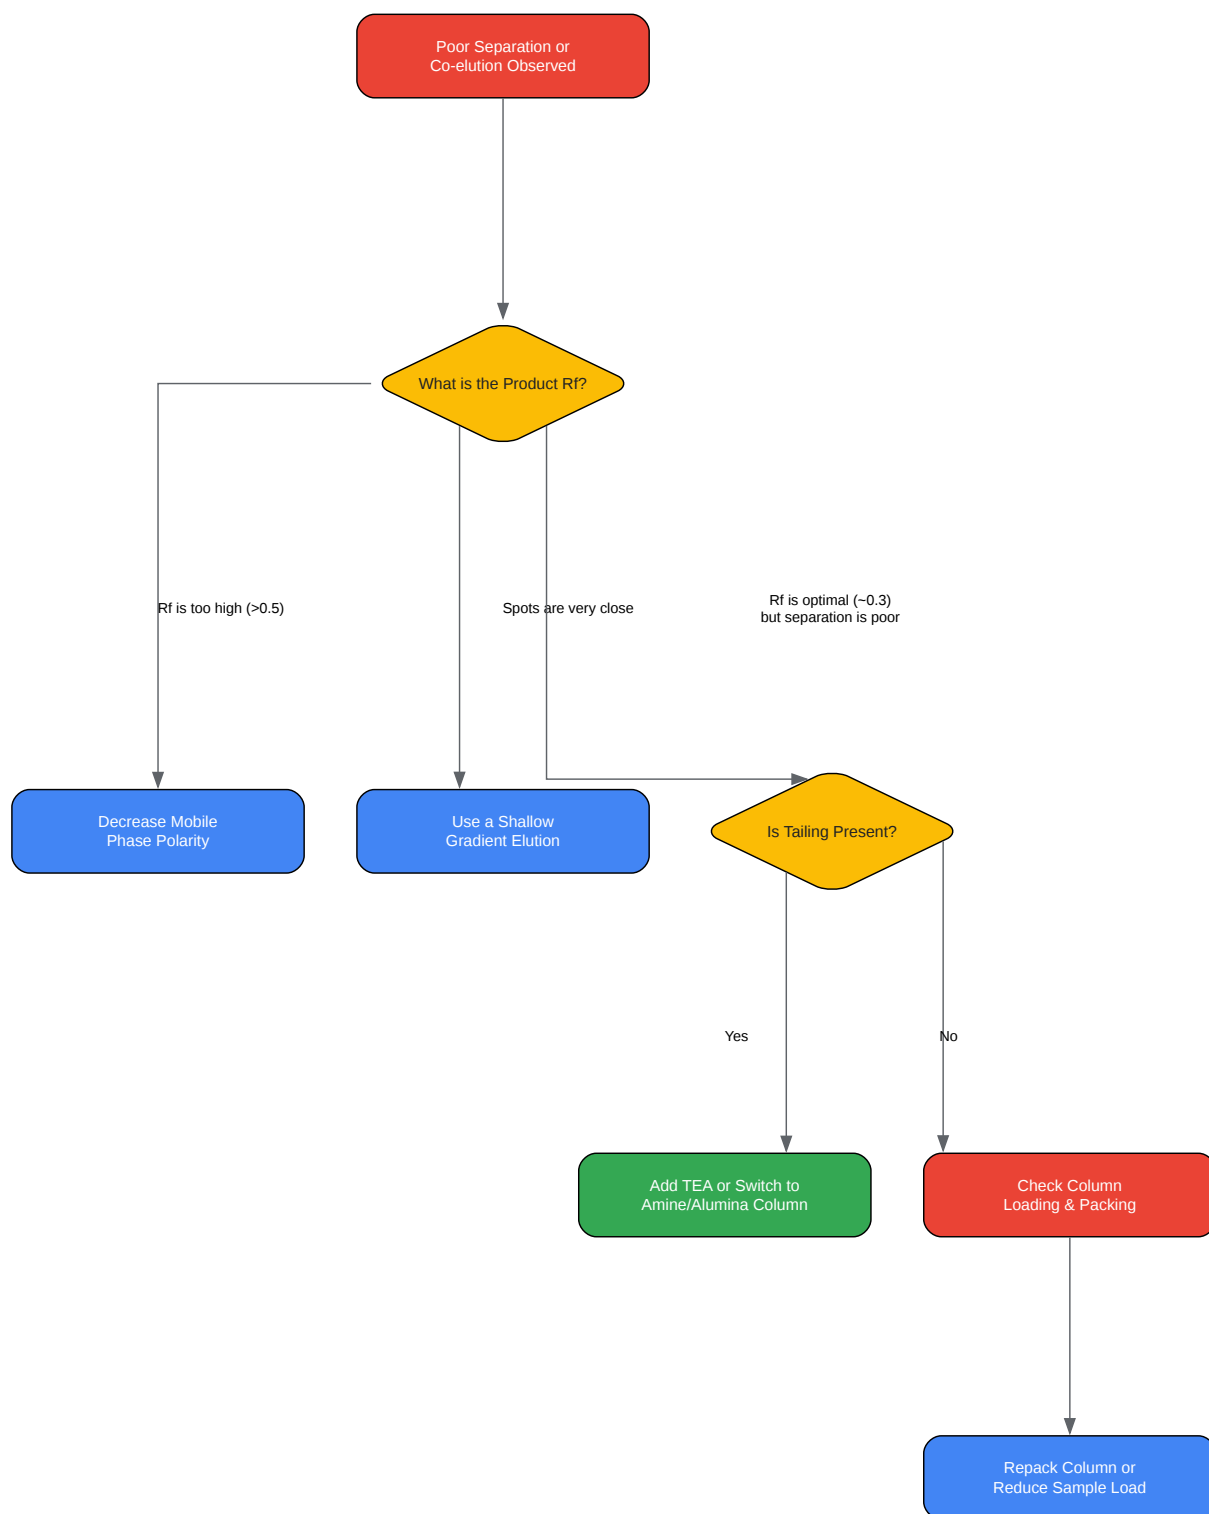 Poor Separation or
Co-elution Observed
What is the Product Rf?
Rf is too high (>0.5)
Spots are very close
Rf is optimal (~0.3)
but separation is poor
Decrease Mobile
Phase Polarity
Use a Shallow
Gradient Elution
Is Tailing Present?
Yes
No
Add TEA or Switch to
Amine/Alumina Column
Check Column
Loading & Packing
Repack Column or
Reduce Sample Load